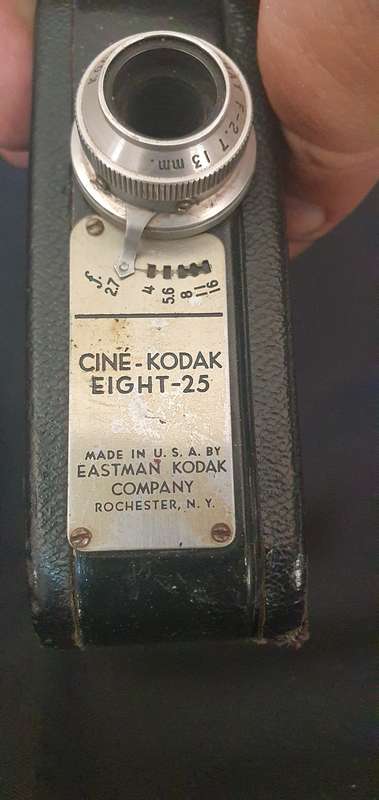 f-2.7 13 mm.
f. 2.7 4 5.6 8 11 16
CINÉ-KODAK
EIGHT-25
MADE IN U.S.A. BY
EASTMAN KODAK
COMPANY
ROCHESTER, N.Y.